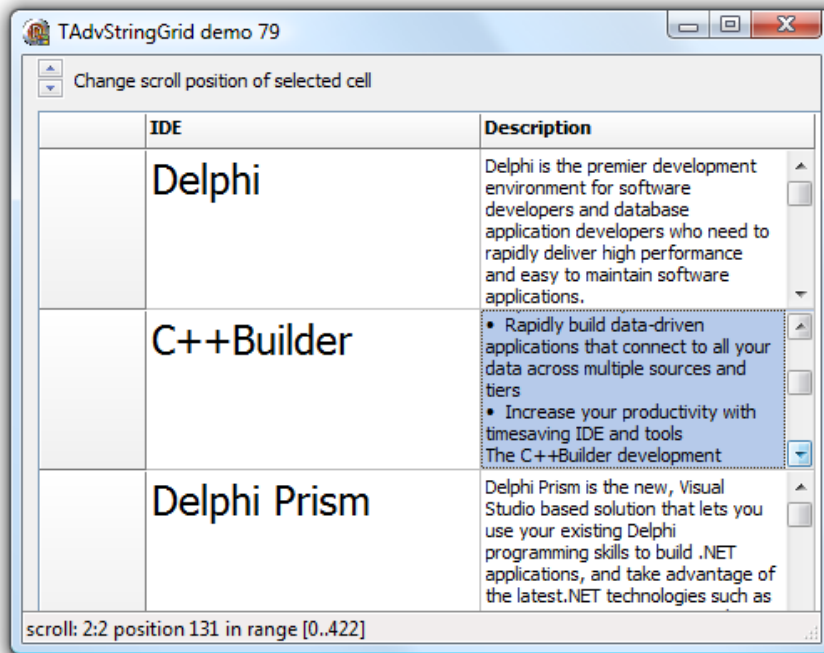 TAdvStringGrid demo 79
Change scroll position of selected cell
IDE
Description
Delphi
Delphi is the premier development
environment for software
developers and database
application developers who need to
rapidly deliver high performance
and easy to maintain software
applications.
C++Builder
• Rapidly build data-driven
applications that connect to all your
data across multiple sources and
tiers
• Increase your productivity with
timesaving IDE and tools
The C++Builder development
Delphi Prism
Delphi Prism is the new, Visual
Studio based solution that lets you
use your existing Delphi
programming skills to build .NET
applications, and take advantage of
the latest.NET technologies such as
scroll: 2:2 position 131 in range [0..422]